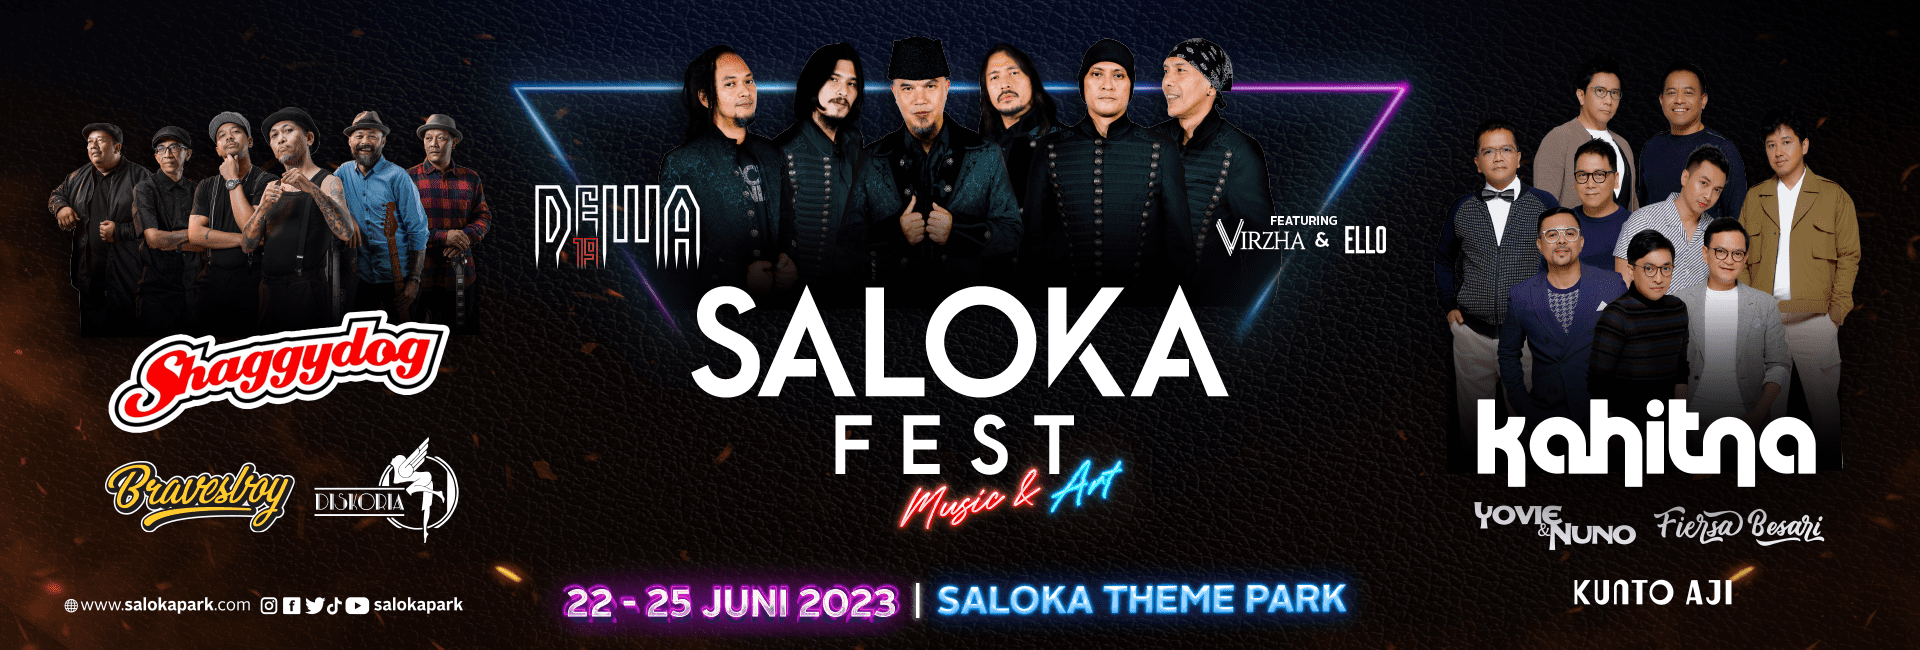 DEWA
19
FEATURING
VIRZHA & ELLO
SALOKA
FEST
Music & Art
Shaggydog
Bravesboy
DISKORIA
kahitna
YOVIE
& NUNO
Fiersa Besari
KUNTO AJI
www.salokapark.com salokapark
22 - 25 JUNI 2023 | SALOKA THEME PARK